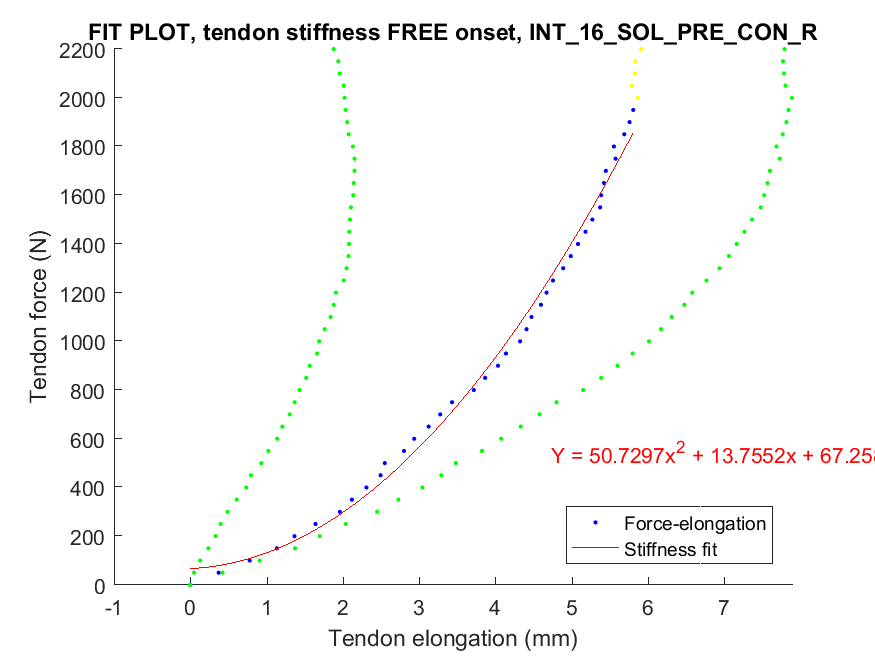 FIT PLOT, tendon stiffness FREE onset, INT_16_SOL_PRE_CON_R
2200
2000
1800
1600
1400
1200
1000
800
600
400
200
0
Tendon force (N)
Y = 50.7297x² + 13.7552x + 67.25
Force-elongation
Stiffness fit
-1 0 1 2 3 4 5 6 7
Tendon elongation (mm)